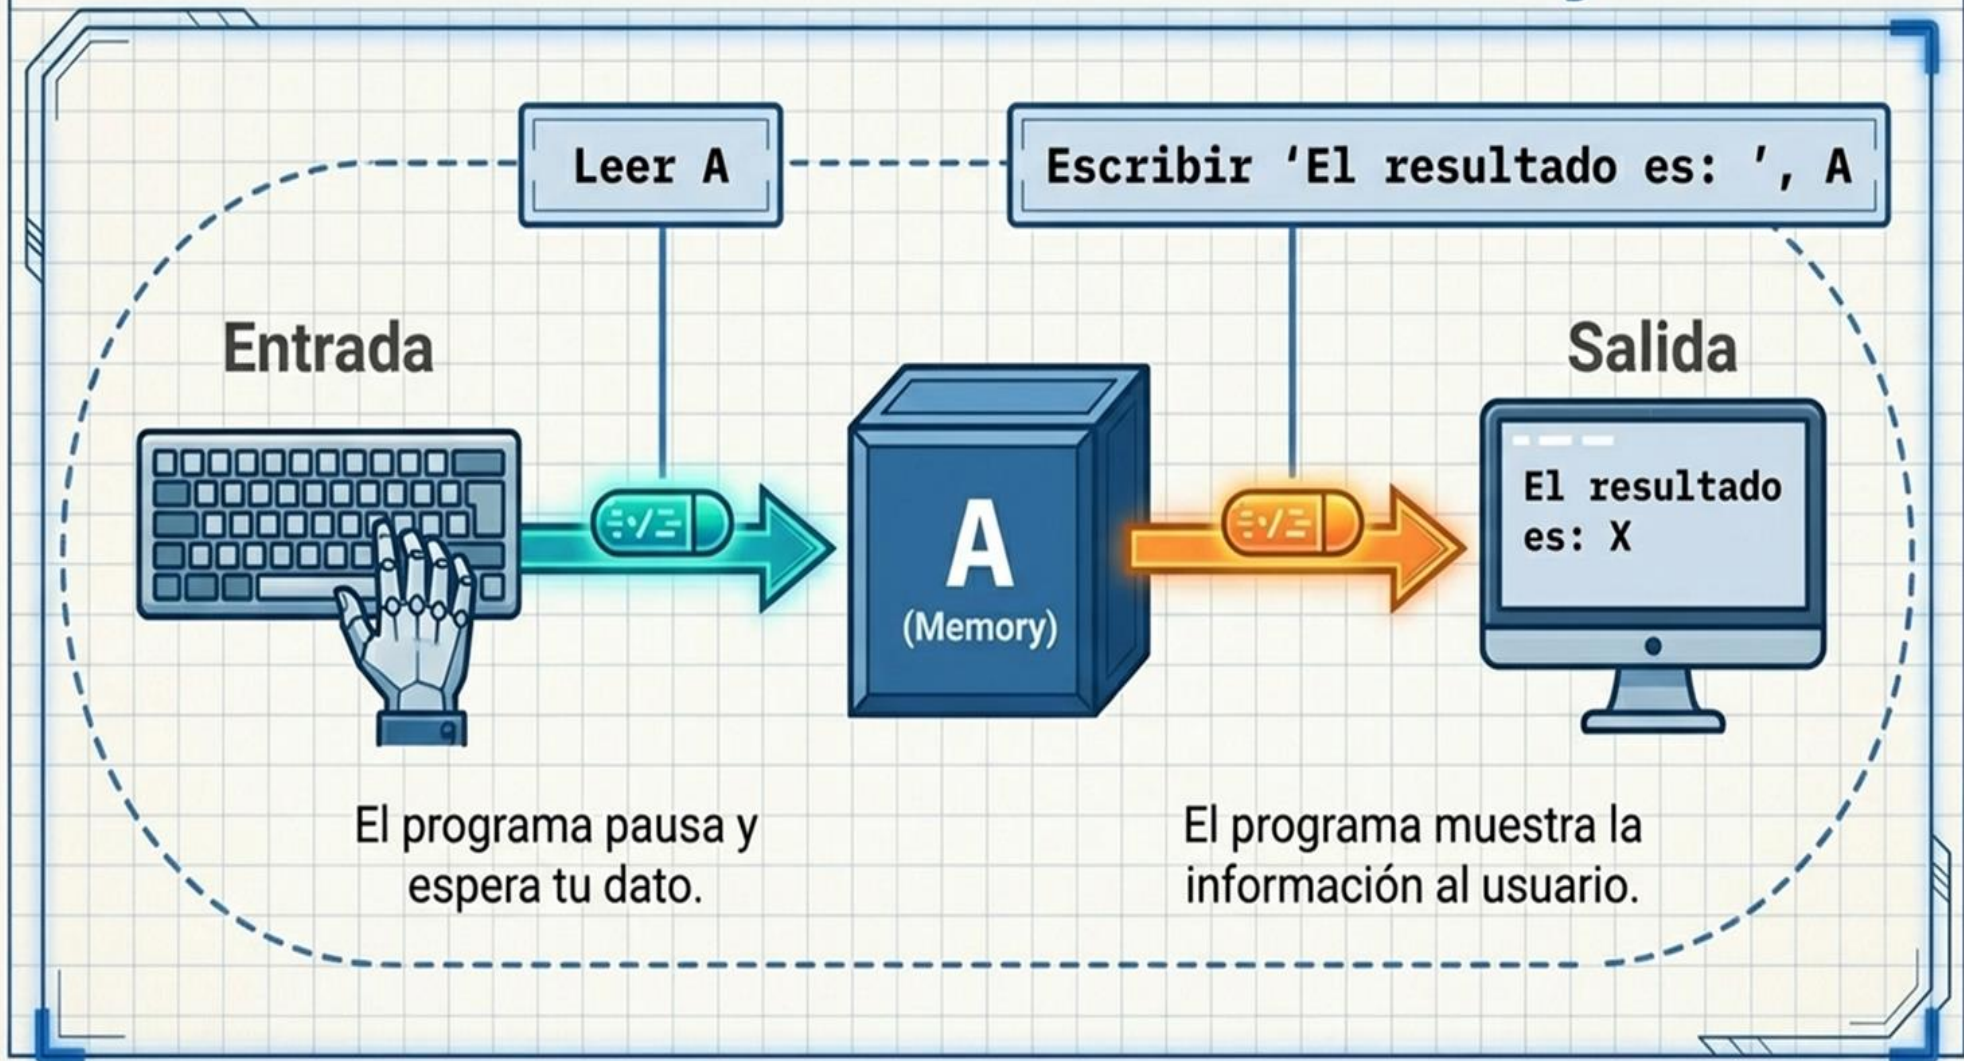 Leer A
Escribir ‘El resultado es: ’, A
Entrada
Salida
A
(Memory)
El resultado
es: X
El programa pausa y
espera tu dato.
El programa muestra la
información al usuario.